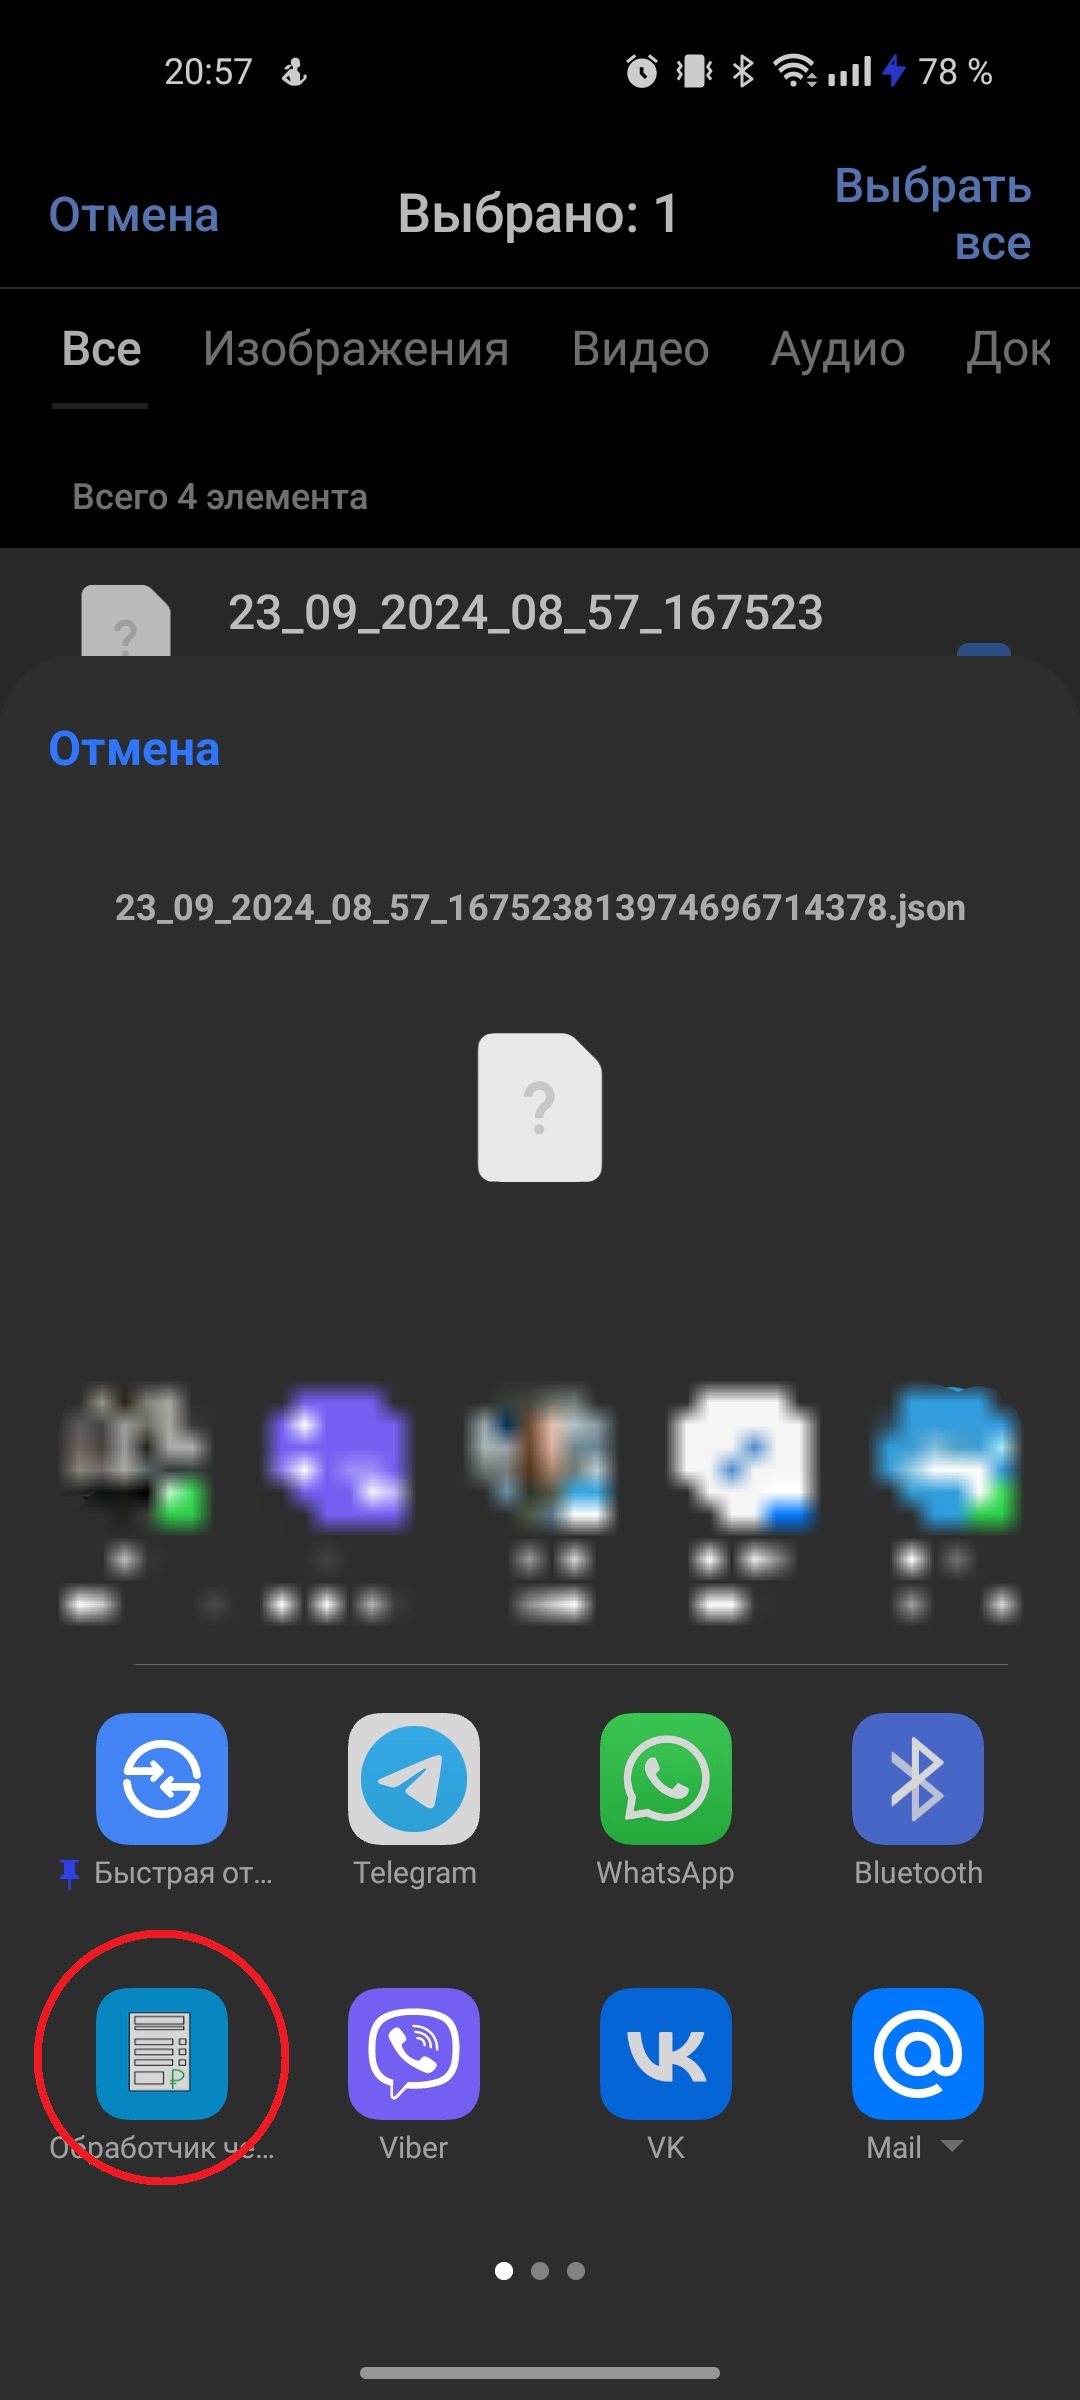 20:57
78 %
Отмена
Выбрано: 1
Выбрать
все
Все Изображения Видео Аудио Док
Всего 4 элемента
23_09_2024_08_57_167523
Отмена
23_09_2024_08_57_167523813974696714378.json
Быстрая от...
Telegram
WhatsApp
Bluetooth
Обработчик че...
Viber
VK
Mail